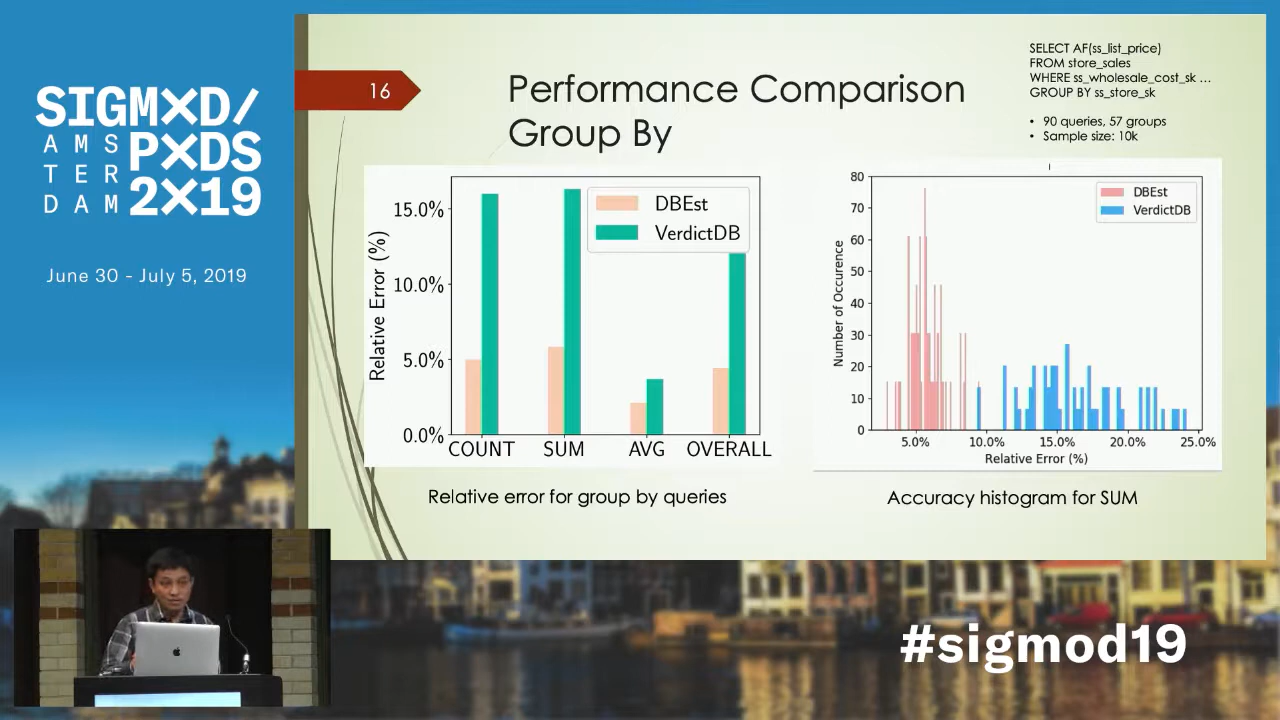 SIGMXD/
AMS PXDS
TER
DAM 2X19
June 30 - July 5, 2019
16
Performance Comparison
Group By
SELECT AF(ss_list_price)
FROM store_sales
WHERE ss_wholesale_cost_sk ...
GROUP BY ss_store_sk
• 90 queries, 57 groups
• Sample size: 10k
Relative Error (%)
15.0%
10.0%
5.0%
0.0%
DBEst
VerdictDB
COUNT SUM AVG OVERALL
Relative error for group by queries
Number of Occurence
80
70
60
50
40
30
20
10
0
DBEst
VerdictDB
5.0% 10.0% 15.0% 20.0% 25.0%
Relative Error (%)
Accuracy histogram for SUM
#sigmod19